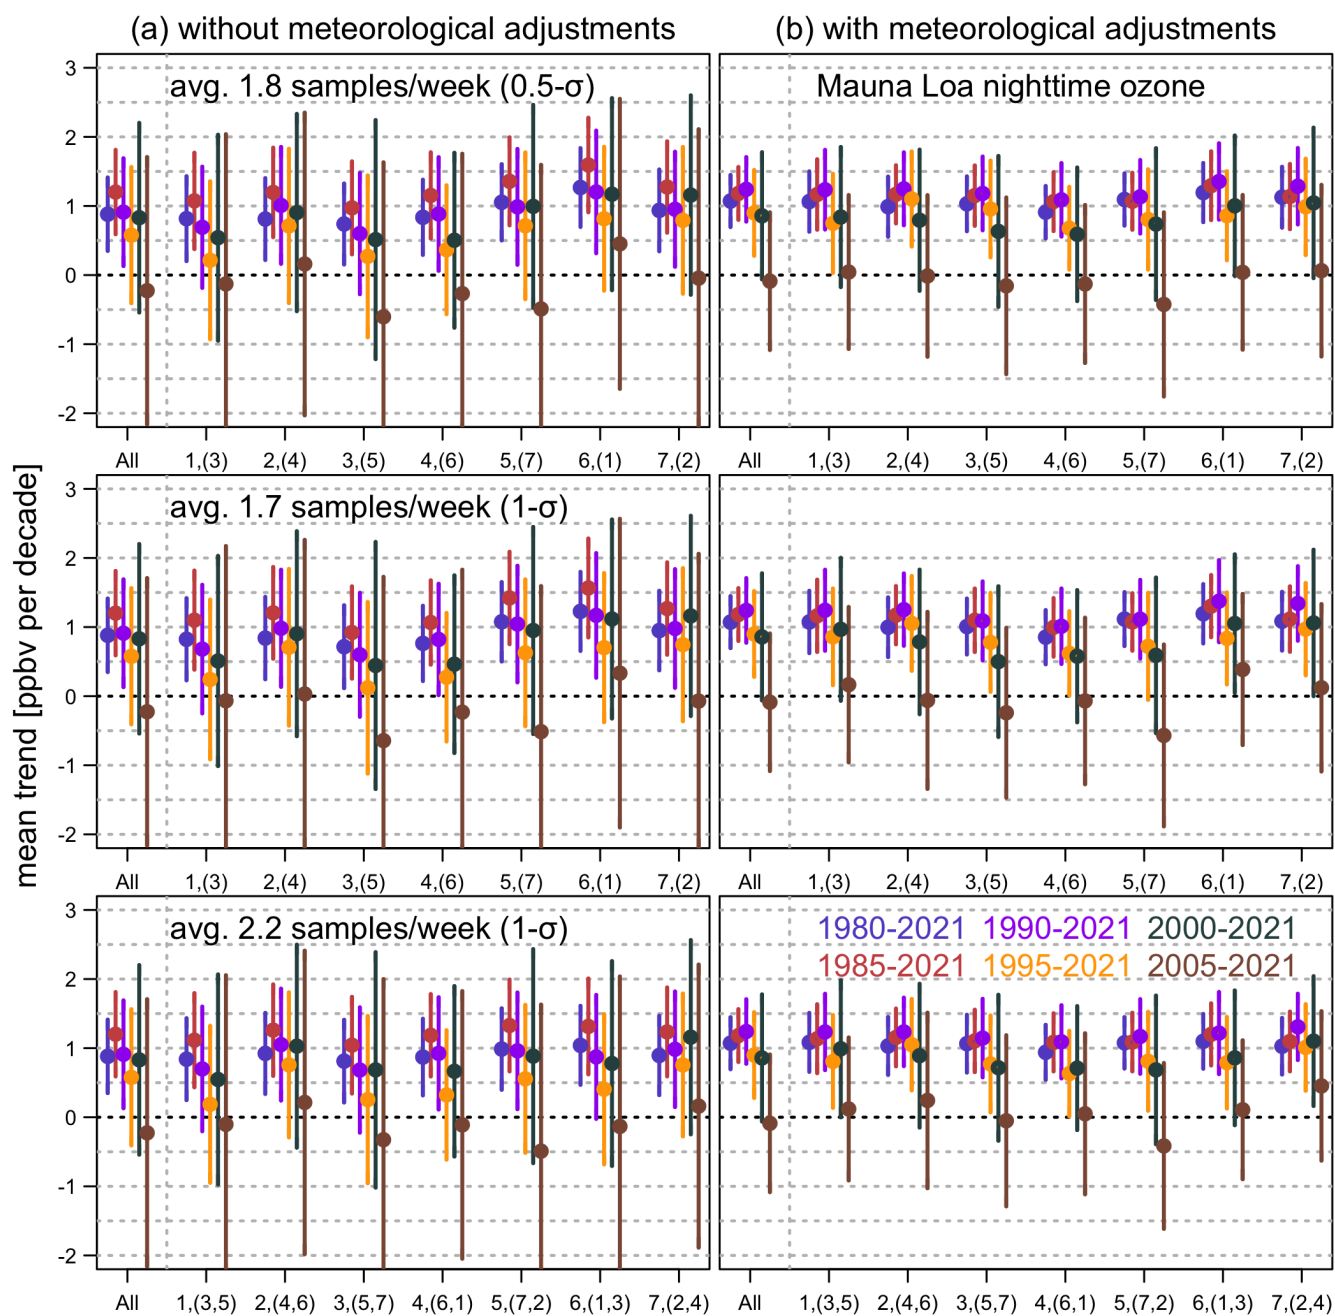 (a) without meteorological adjustments
(b) with meteorological adjustments
mean trend [ppbv per decade]
avg. 1.8 samples/week (0.5-σ)
Mauna Loa nighttime ozone
3
2
1
0
-1
-2
All 1,(3) 2,(4) 3,(5) 4,(6) 5,(7) 6,(1) 7,(2)
All 1,(3) 2,(4) 3,(5) 4,(6) 5,(7) 6,(1) 7,(2)
avg. 1.7 samples/week (1-σ)
3
2
1
0
-1
-2
All 1,(3) 2,(4) 3,(5) 4,(6) 5,(7) 6,(1) 7,(2)
All 1,(3) 2,(4) 3,(5) 4,(6) 5,(7) 6,(1) 7,(2)
avg. 2.2 samples/week (1-σ)
1980-2021 1990-2021 2000-2021
1985-2021 1995-2021 2005-2021
3
2
1
0
-1
-2
All 1,(3,5) 2,(4,6) 3,(5,7) 4,(6,1) 5,(7,2) 6,(1,3) 7,(2,4)
All 1,(3,5) 2,(4,6) 3,(5,7) 4,(6,1) 5,(7,2) 6,(1,3) 7,(2,4)